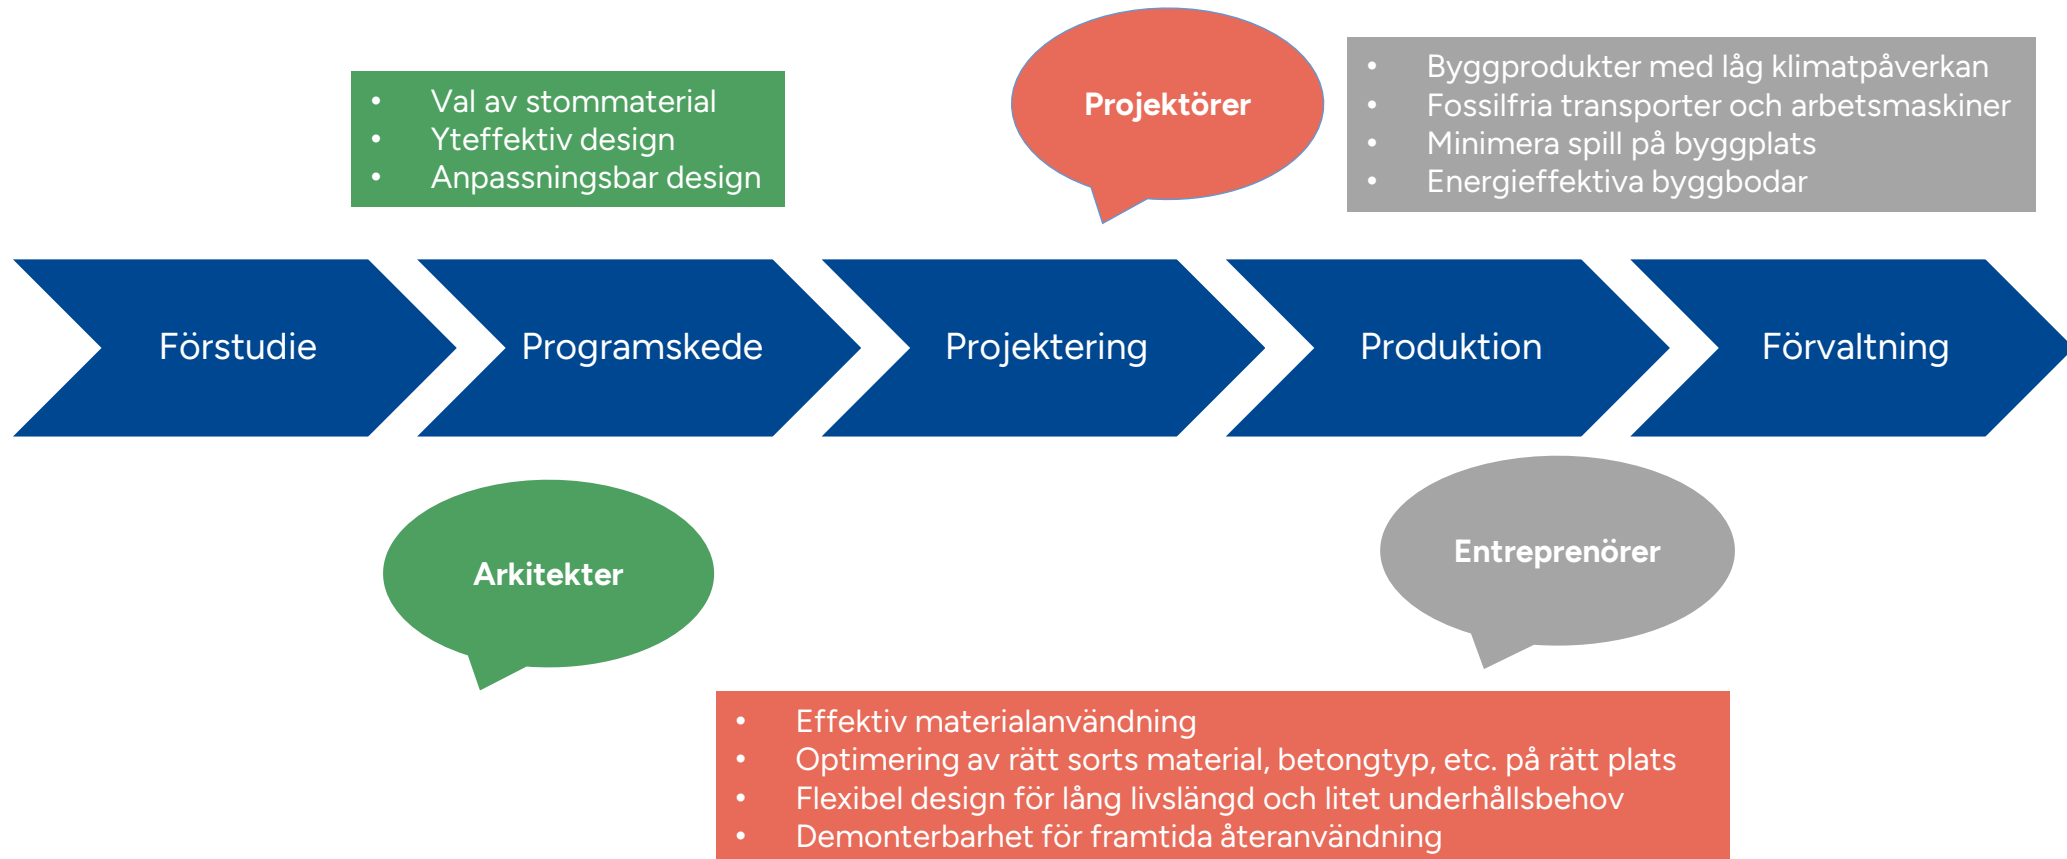 • Val av stommaterial
• Yteffektiv design
• Anpassningsbar design
Projektörer
• Byggprodukter med låg klimatpåverkan
• Fossilfria transporter och arbetsmaskiner
• Minimera spill på byggplats
• Energieffektiva byggbodar
Förstudie
Programskede
Projektering
Produktion
Förvaltning
Arkitekter
Entreprenörer
• Effektiv materialanvändning
• Optimering av rätt sorts material, betongtyp, etc. på rätt plats
• Flexibel design för lång livslängd och litet underhållsbehov
• Demonterbarhet för framtida återanvändning